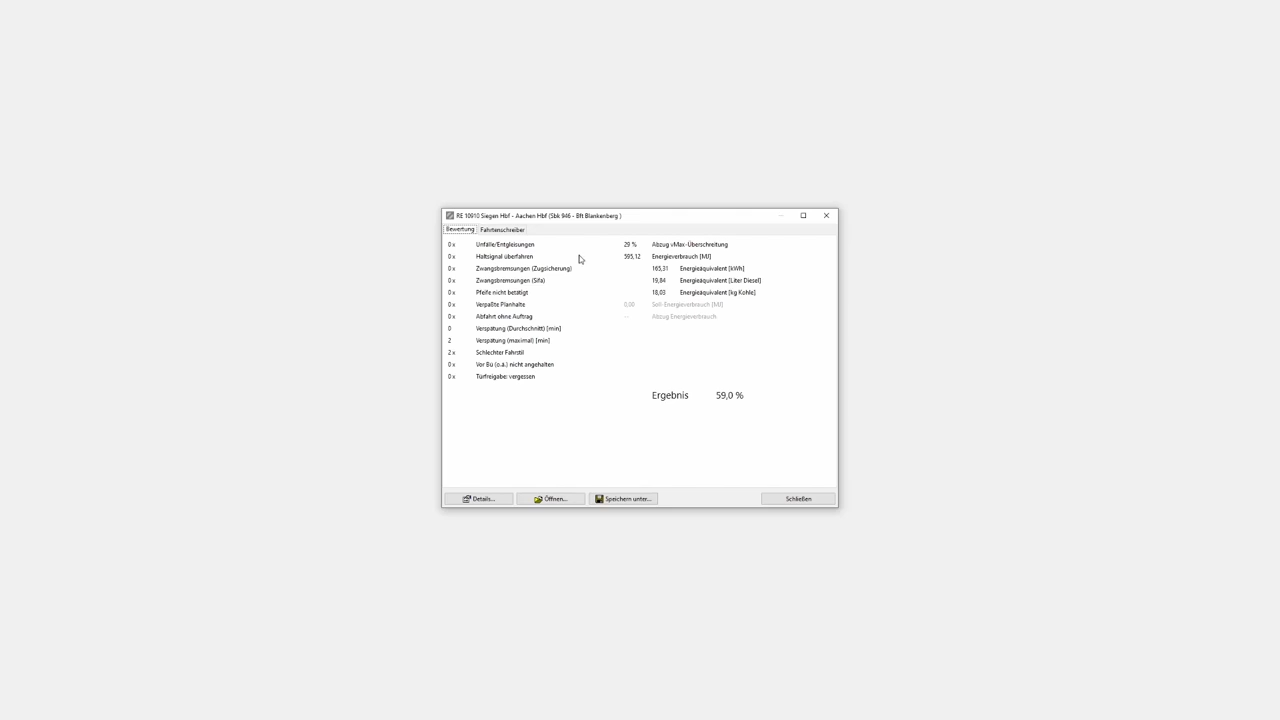 RE 10910 Siegen Hbf - Aachen Hbf (Sbk 946 - Bft Blankenberg )
Bewertung Fahrtenschreiber
0 x Unfälle/Entgleisungen 29 % Abzug vMax-Überschreitung
0 x Haltsignal überfahren 595,12 Energieverbrauch [MJ]
0 x Zwangsbremsungen (Zugsicherung) 165,31 Energieäquivalent [kWh]
0 x Zwangsbremsungen (Sifa) 19,84 Energieäquivalent [Liter Diesel]
0 x Pfeife nicht betätigt 18,03 Energieäquivalent [kg Kohle]
0 x Verpaßte Planhalte 0,00 Soll-Energieverbrauch [MJ]
0 x Abfahrt ohne Auftrag --- Abzug Energieverbrauch
0 Verspätung (Durchschnitt) [min]
2 Verspätung (maximal) [min]
2 x Schlechter Fahrstil
0 x Vor Bü (o.ä.) nicht angehalten
0 x Türfreigabe: vergessen
Ergebnis 59,0 %
Details... Öffnen... Speichern unter... Schließen